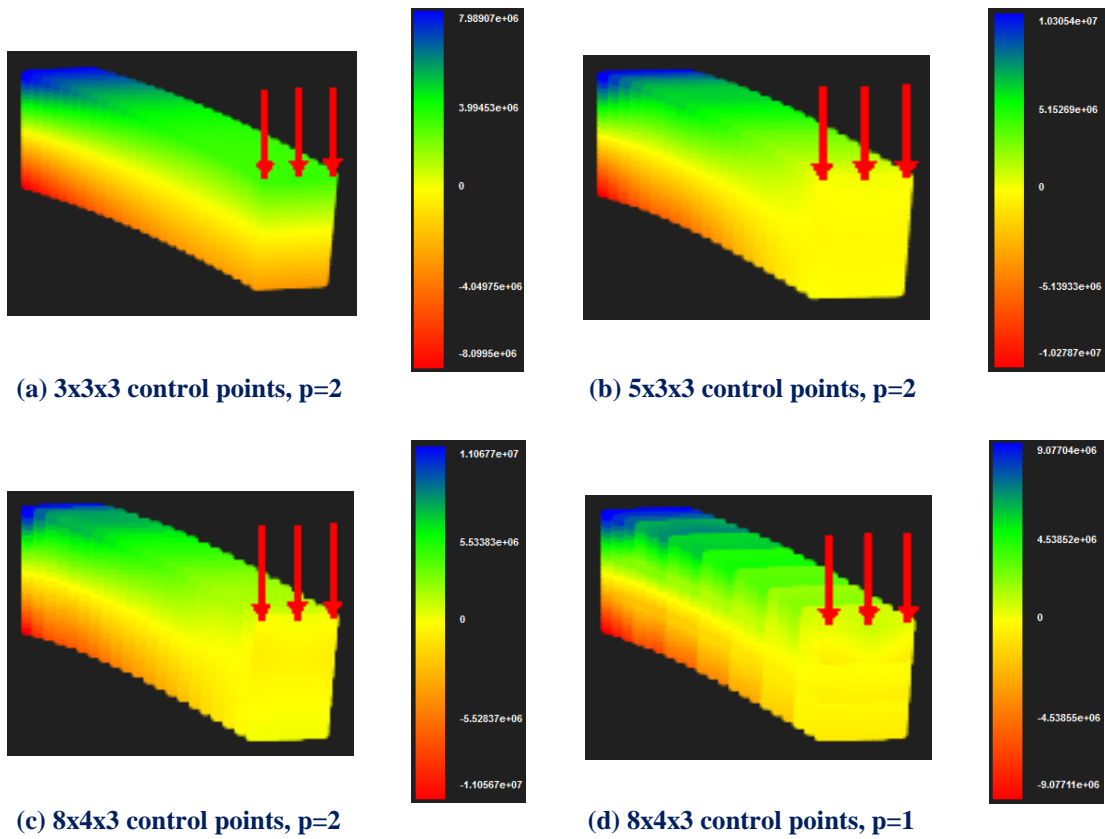 7.98907e+06
3.99453e+06
0
-4.04975e+06
-8.0995e+06
(a) 3x3x3 control points, p=2
1.03054e+07
5.15269e+06
0
-5.13933e+06
-1.02787e+07
(b) 5x3x3 control points, p=2
1.10677e+07
5.53383e+06
0
-5.52837e+06
-1.10567e+07
(c) 8x4x3 control points, p=2
9.07704e+06
4.53852e+06
0
-4.53855e+06
-9.07711e+06
(d) 8x4x3 control points, p=1